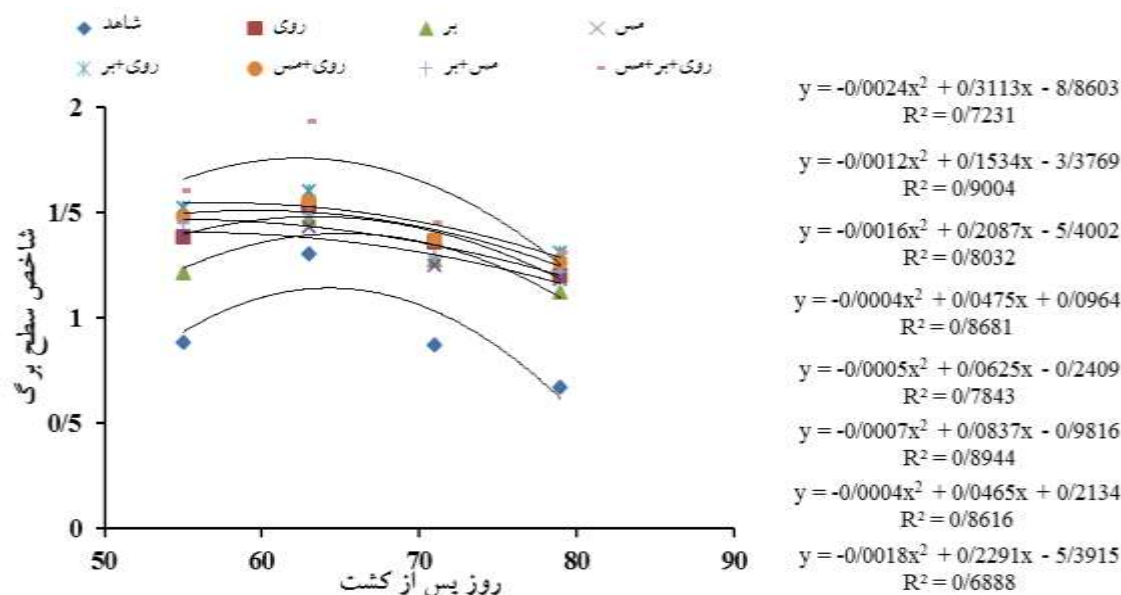 شاهد روی بر مس
روی+بر روی+مس مس+بر روی+بر+مس
y = -0/0024x² + 0/3113x - 8/8603
R² = 0/7231
y = -0/0012x² + 0/1534x - 3/3769
R² = 0/9004
y = -0/0016x² + 0/2087x - 5/4002
R² = 0/8032
y = -0/0004x² + 0/0475x + 0/0964
R² = 0/8681
y = -0/0005x² + 0/0625x - 0/2409
R² = 0/7843
y = -0/0007x² + 0/0837x - 0/9816
R² = 0/8944
y = -0/0004x² + 0/0465x + 0/2134
R² = 0/8616
y = -0/0018x² + 0/2291x - 5/3915
R² = 0/6888
شاخص سطح برگ
2
1/5
1
0/5
0
50 60 70 80 90
روز پس از کشت